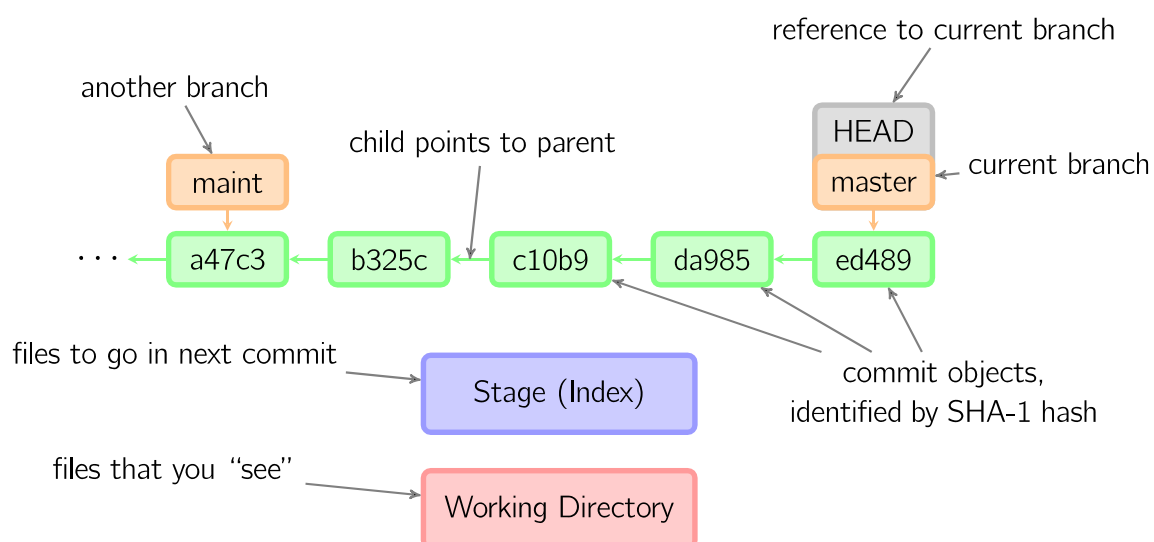 reference to current branch
another branch
HEAD
child points to parent
current branch
maint
master
· · ·
a47c3
b325c
c10b9
da985
ed489
files to go in next commit
Stage (Index)
commit objects,
identified by SHA-1 hash
files that you “see”
Working Directory